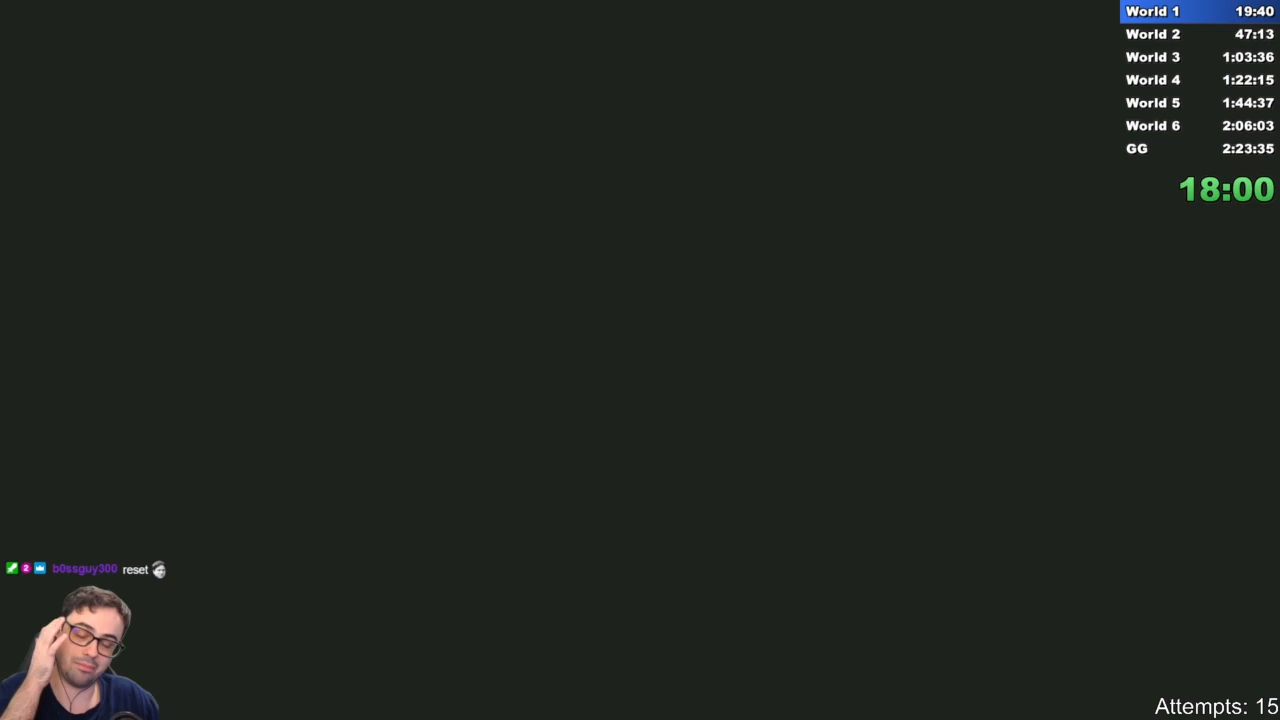 World 1 19:40
World 2 47:13
World 3 1:03:36
World 4 1:22:15
World 5 1:44:37
World 6 2:06:03
GG 2:23:35
18:00
2 b0ssguy300 reset
Attempts: 15